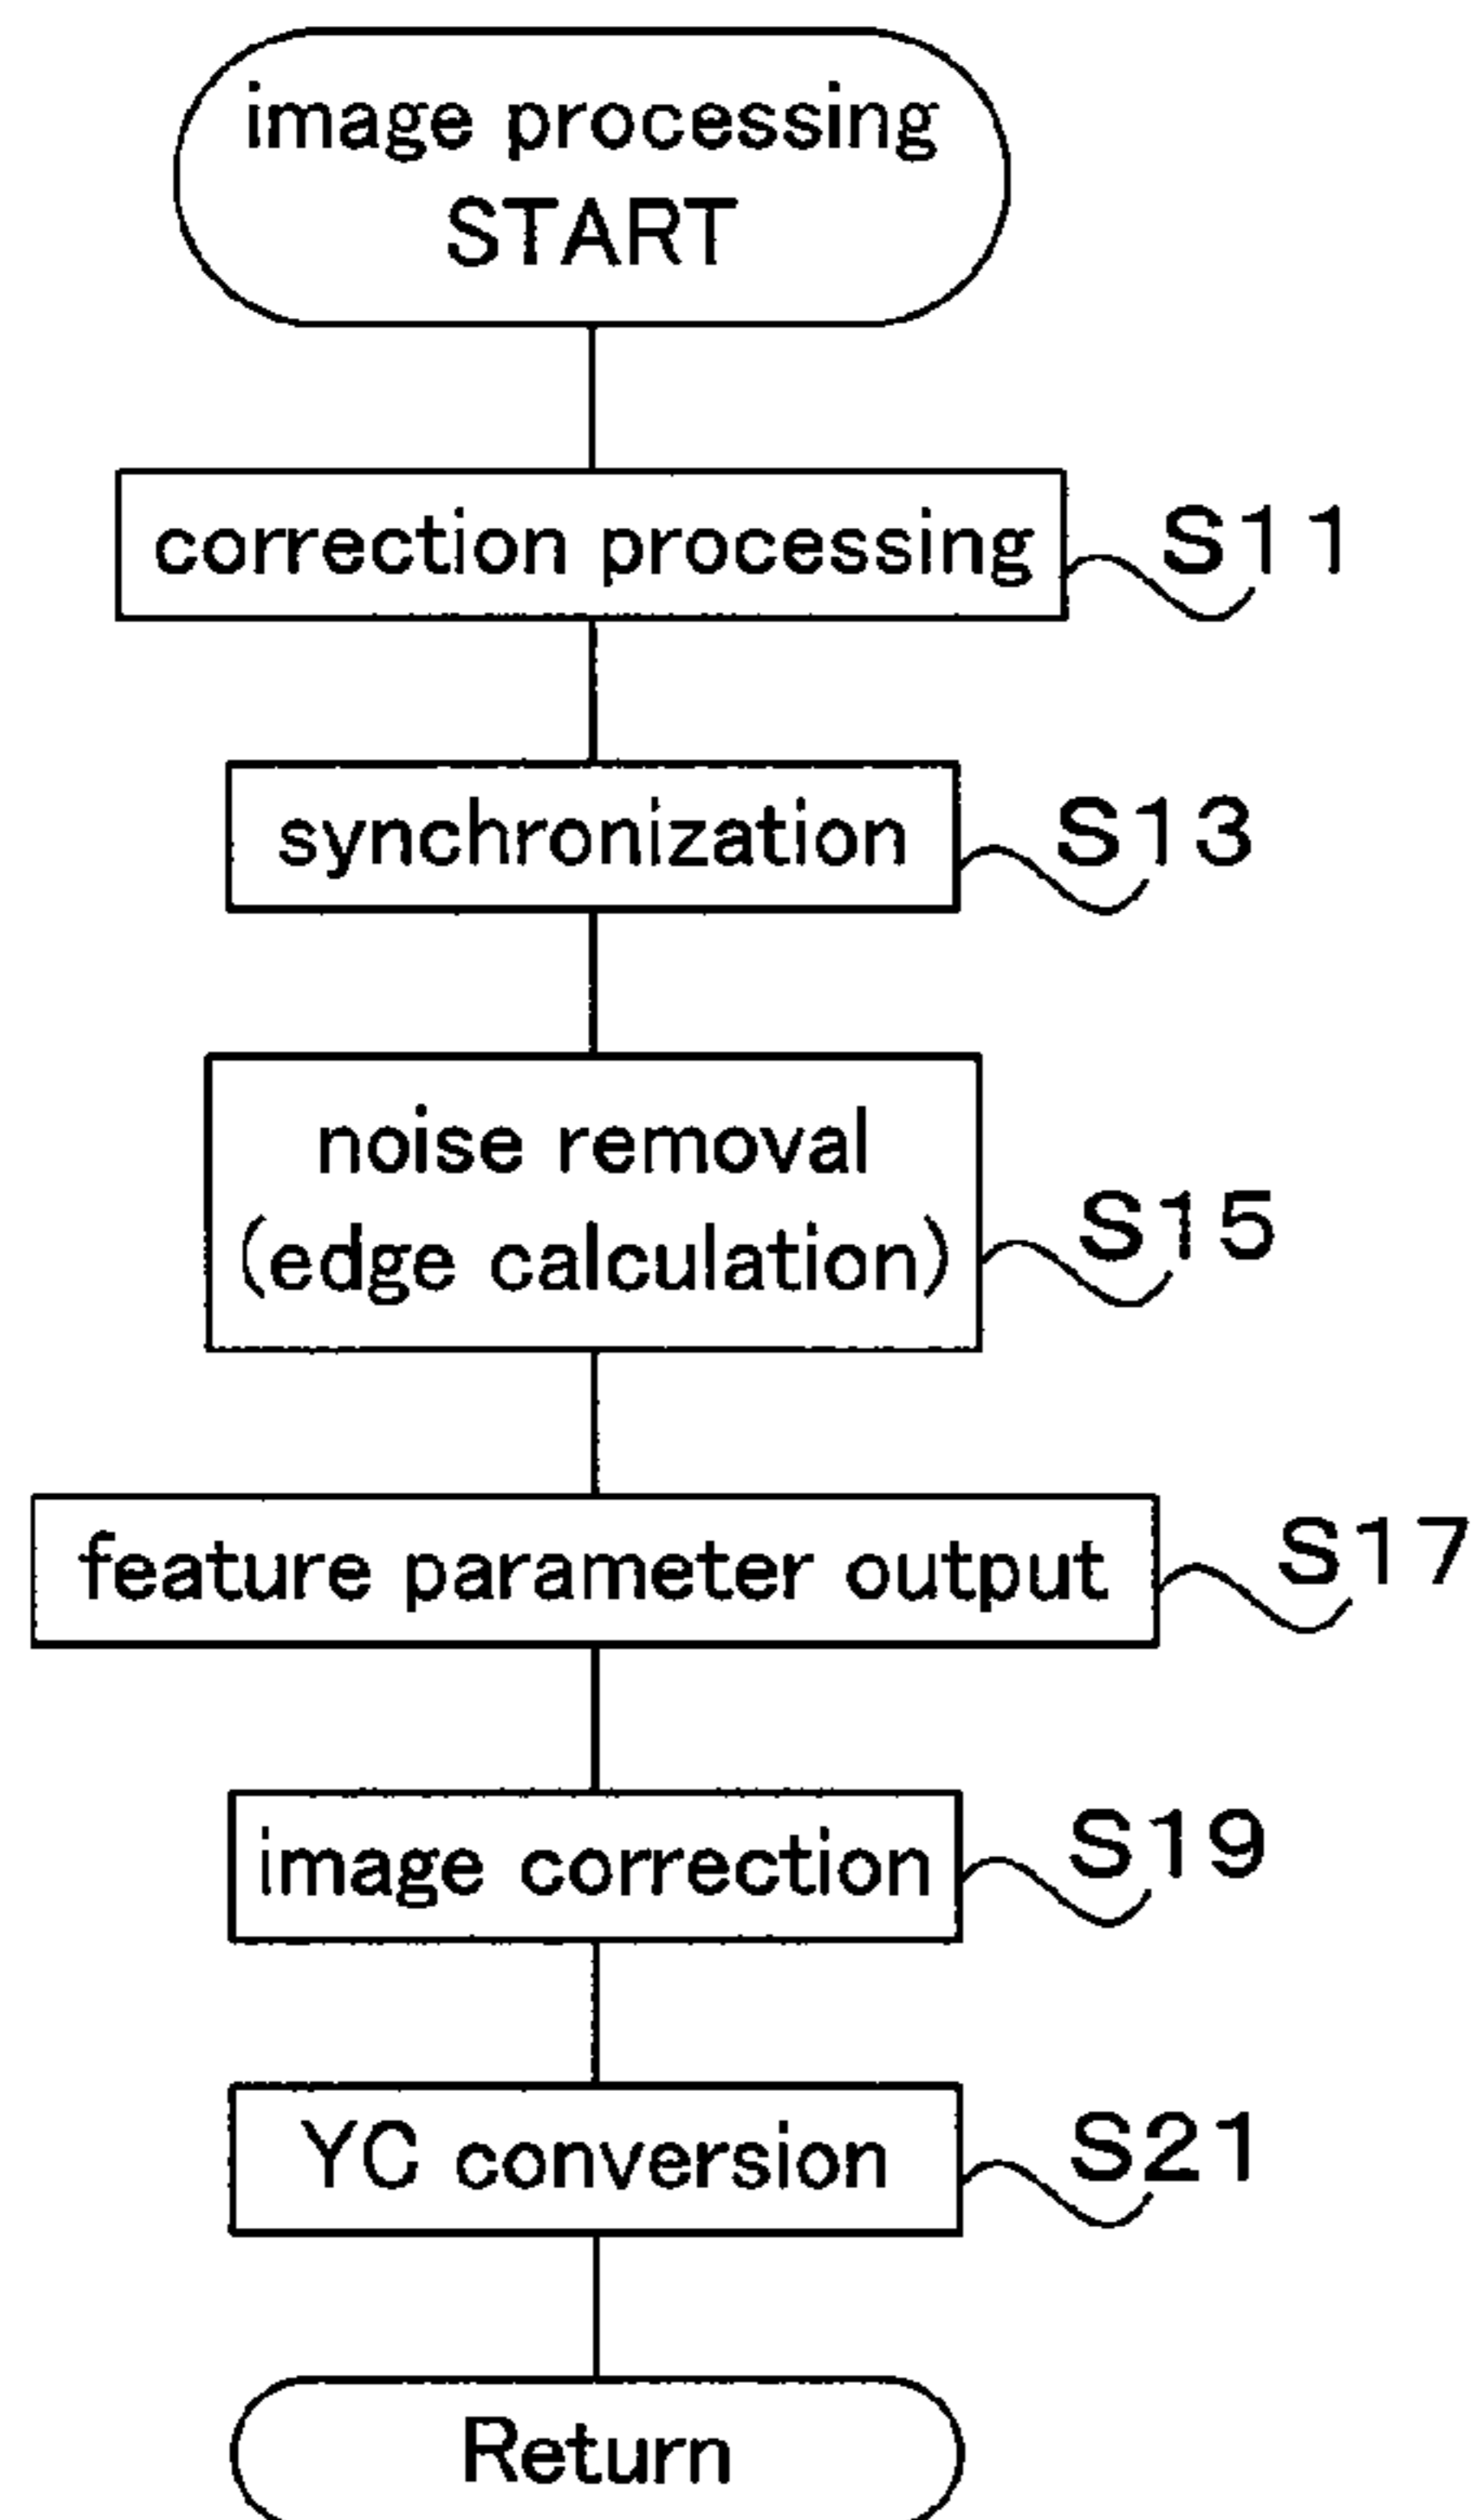 image processing
START
correction processing
S11
synchronization
S13
noise removal
(edge calculation)
S15
feature parameter output
S17
image correction
S19
YC conversion
S21
Return